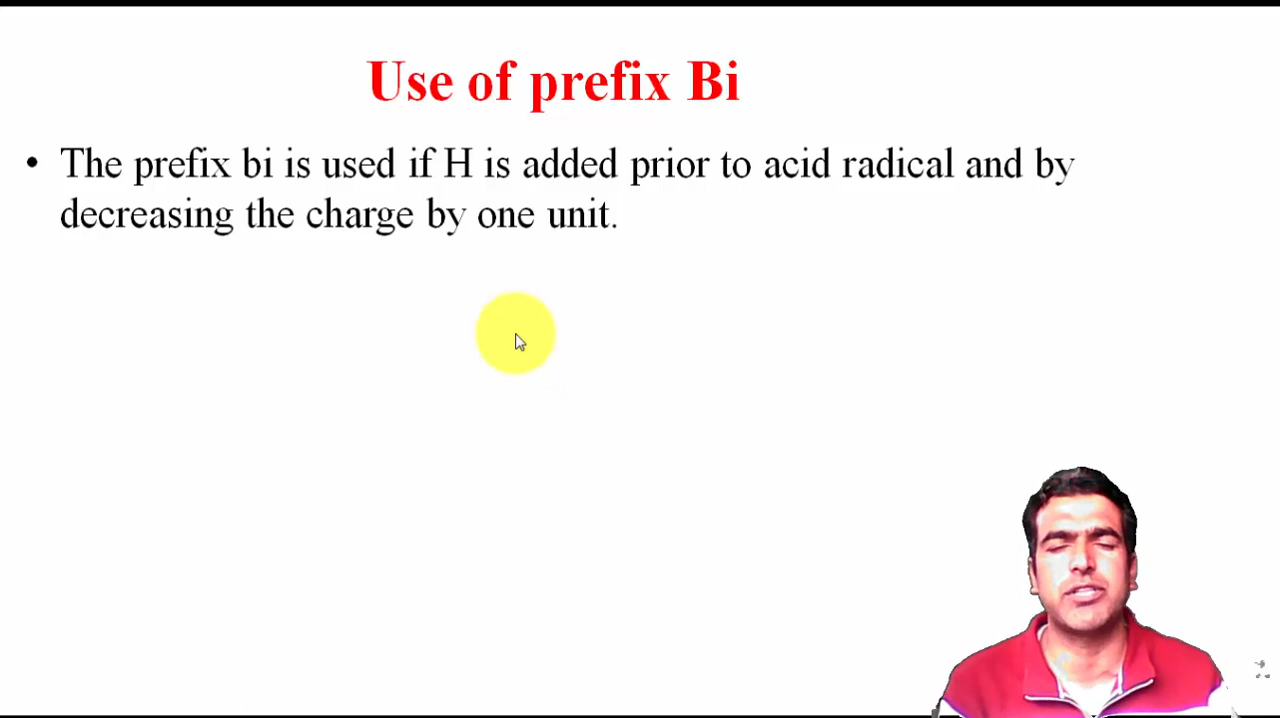 Use of prefix Bi
• The prefix bi is used if H is added prior to acid radical and by
decreasing the charge by one unit.